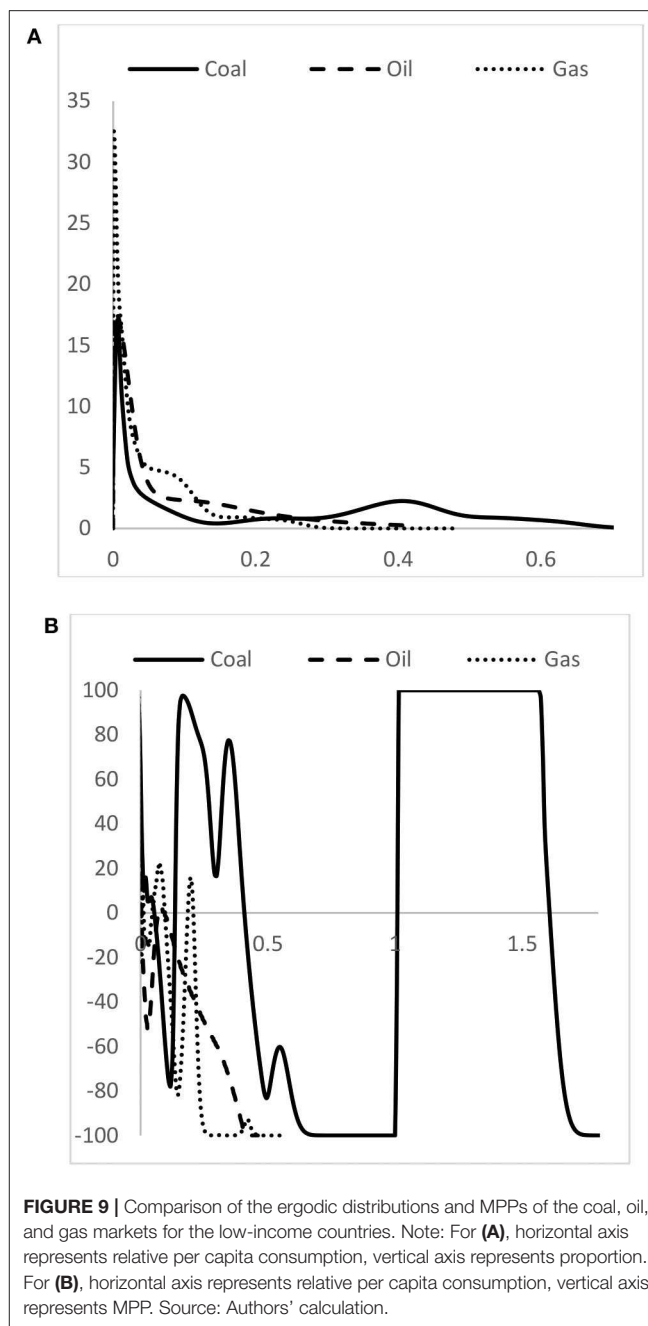 A
Coal Oil Gas
35
30
25
20
15
10
5
0
0 0.2 0.4 0.6
B
Coal Oil Gas
100
80
60
40
20
0
-20
-40
-60
-80
-100
0 0.5 1 1.5
FIGURE 9 | Comparison of the ergodic distributions and MPPs of the coal, oil,
and gas markets for the low-income countries. Note: For (A), horizontal axis
represents relative per capita consumption, vertical axis represents proportion.
For (B), horizontal axis represents relative per capita consumption, vertical axis
represents MPP. Source: Authors' calculation.